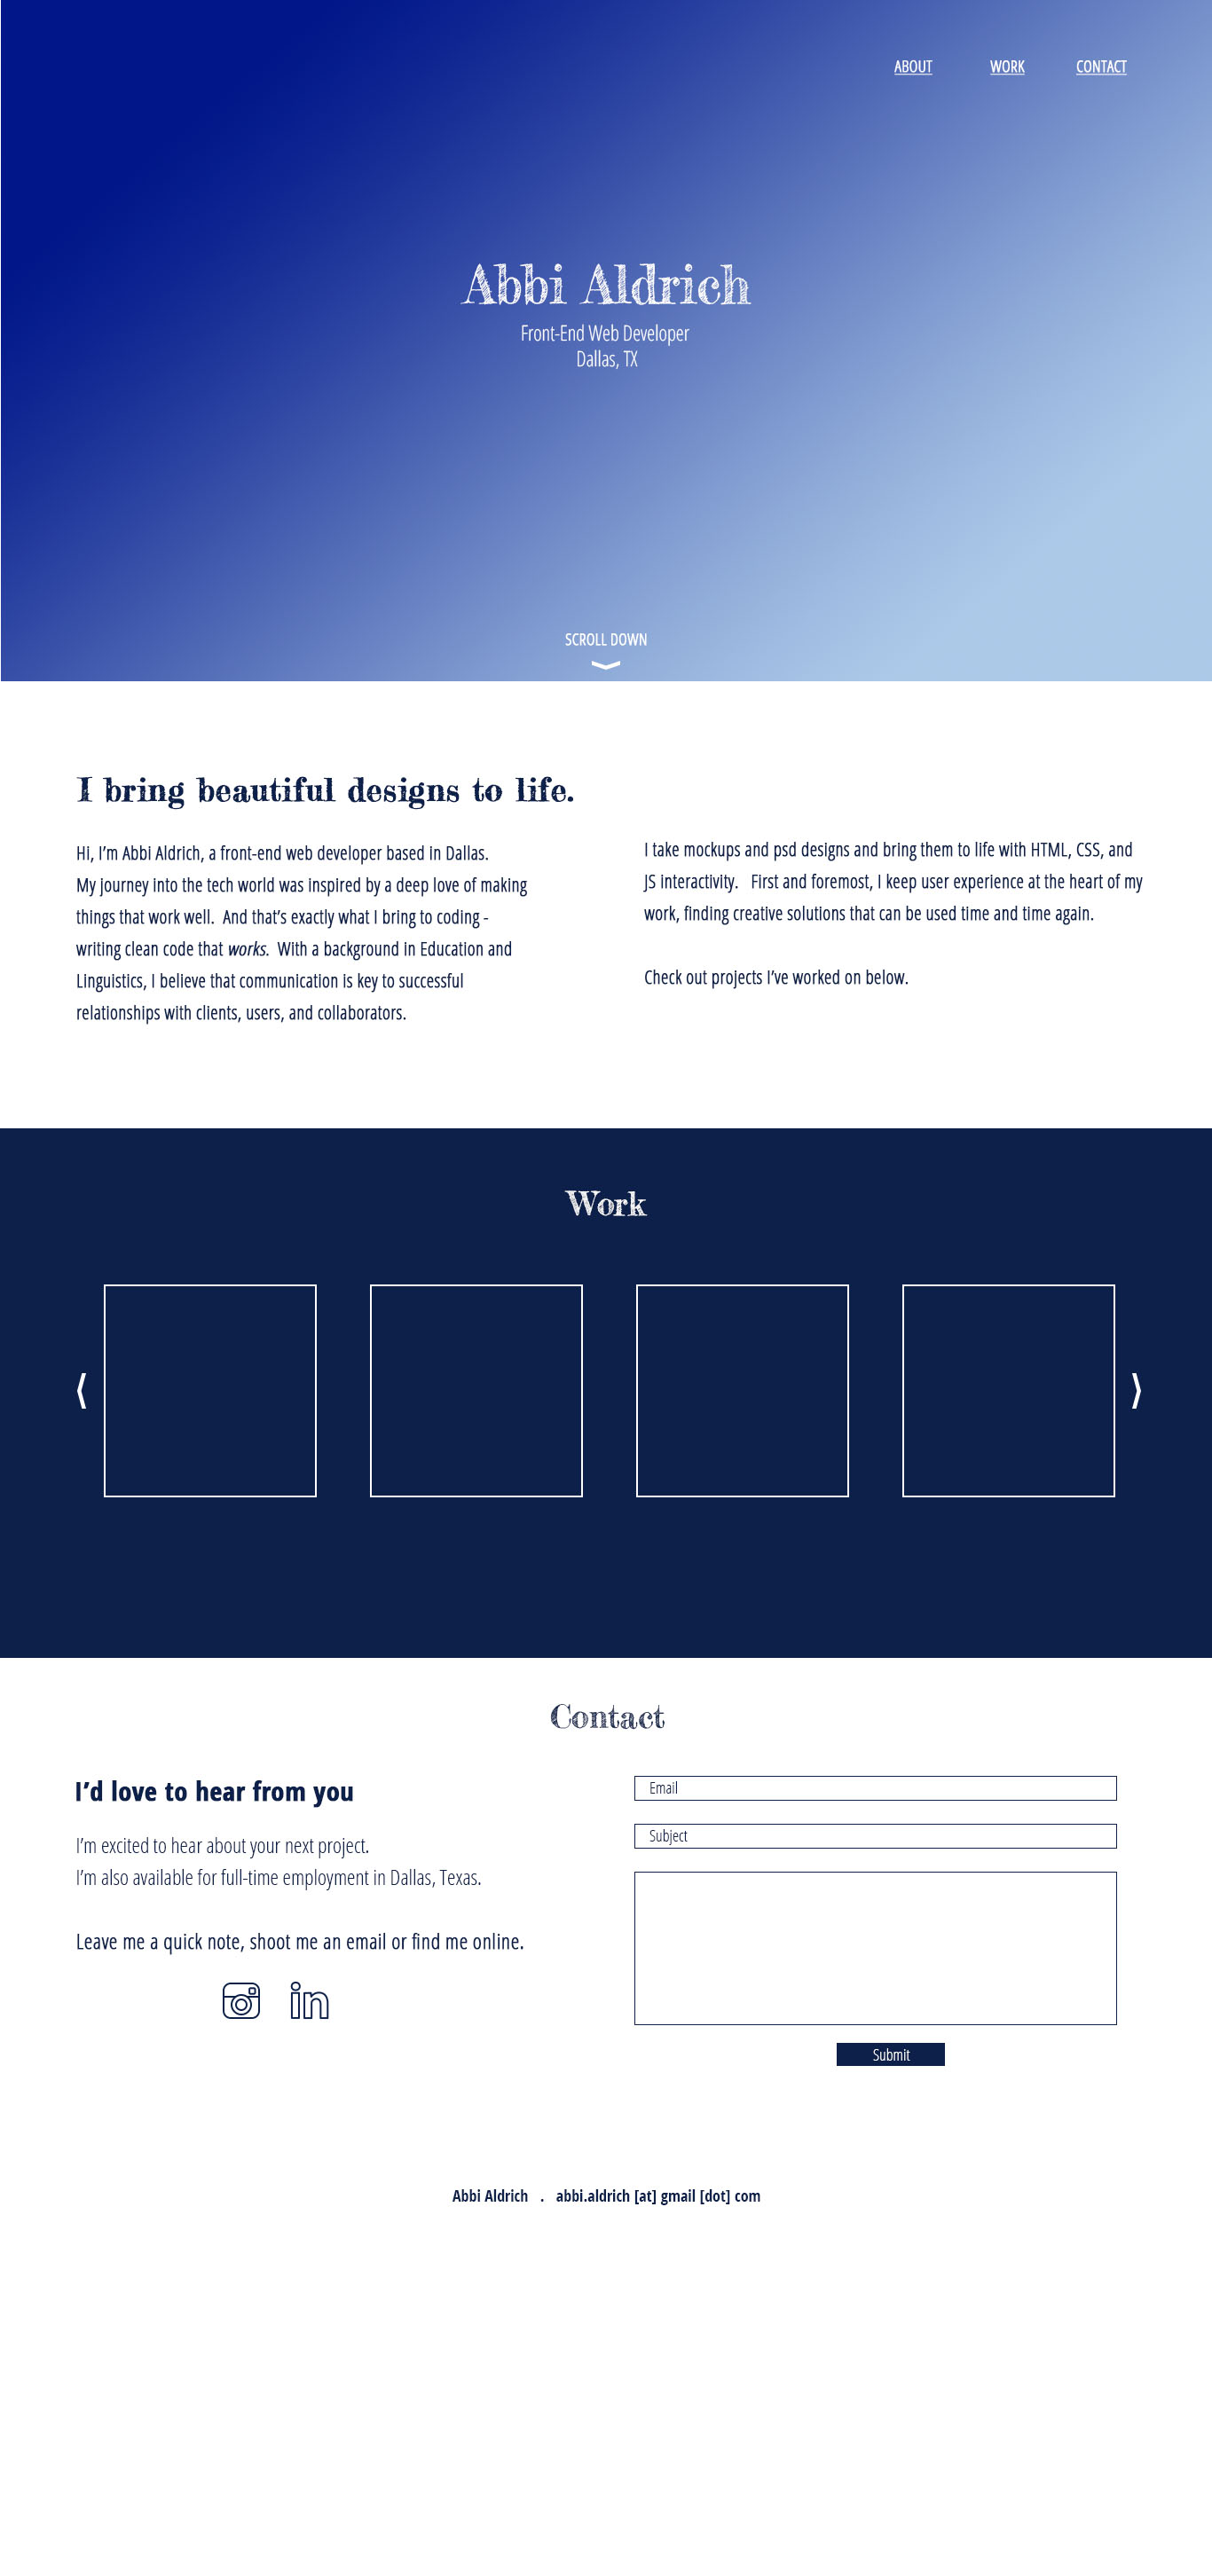 ABOUT WORK CONTACT
Abbi Aldrich
Front-End Web Developer
Dallas, TX
SCROLL DOWN
I bring beautiful designs to life.
Hi, I’m Abbi Aldrich, a front-end web developer based in Dallas.
My journey into the tech world was inspired by a deep love of making
things that work well.  And that’s exactly what I bring to coding -
writing clean code that works.  With a background in Education and
Linguistics, I believe that communication is key to successful
relationships with clients, users, and collaborators.
I take mockups and psd designs and bring them to life with HTML, CSS, and
JS interactivity.   First and foremost, I keep user experience at the heart of my
work, finding creative solutions that can be used time and time again.
Check out projects I’ve worked on below.
Work
Contact
I’d love to hear from you
I’m excited to hear about your next project.
I’m also available for full-time employment in Dallas, Texas.
Leave me a quick note, shoot me an email or find me online.
in
Email
Subject
Submit
Abbi Aldrich . abbi.aldrich [at] gmail [dot] com